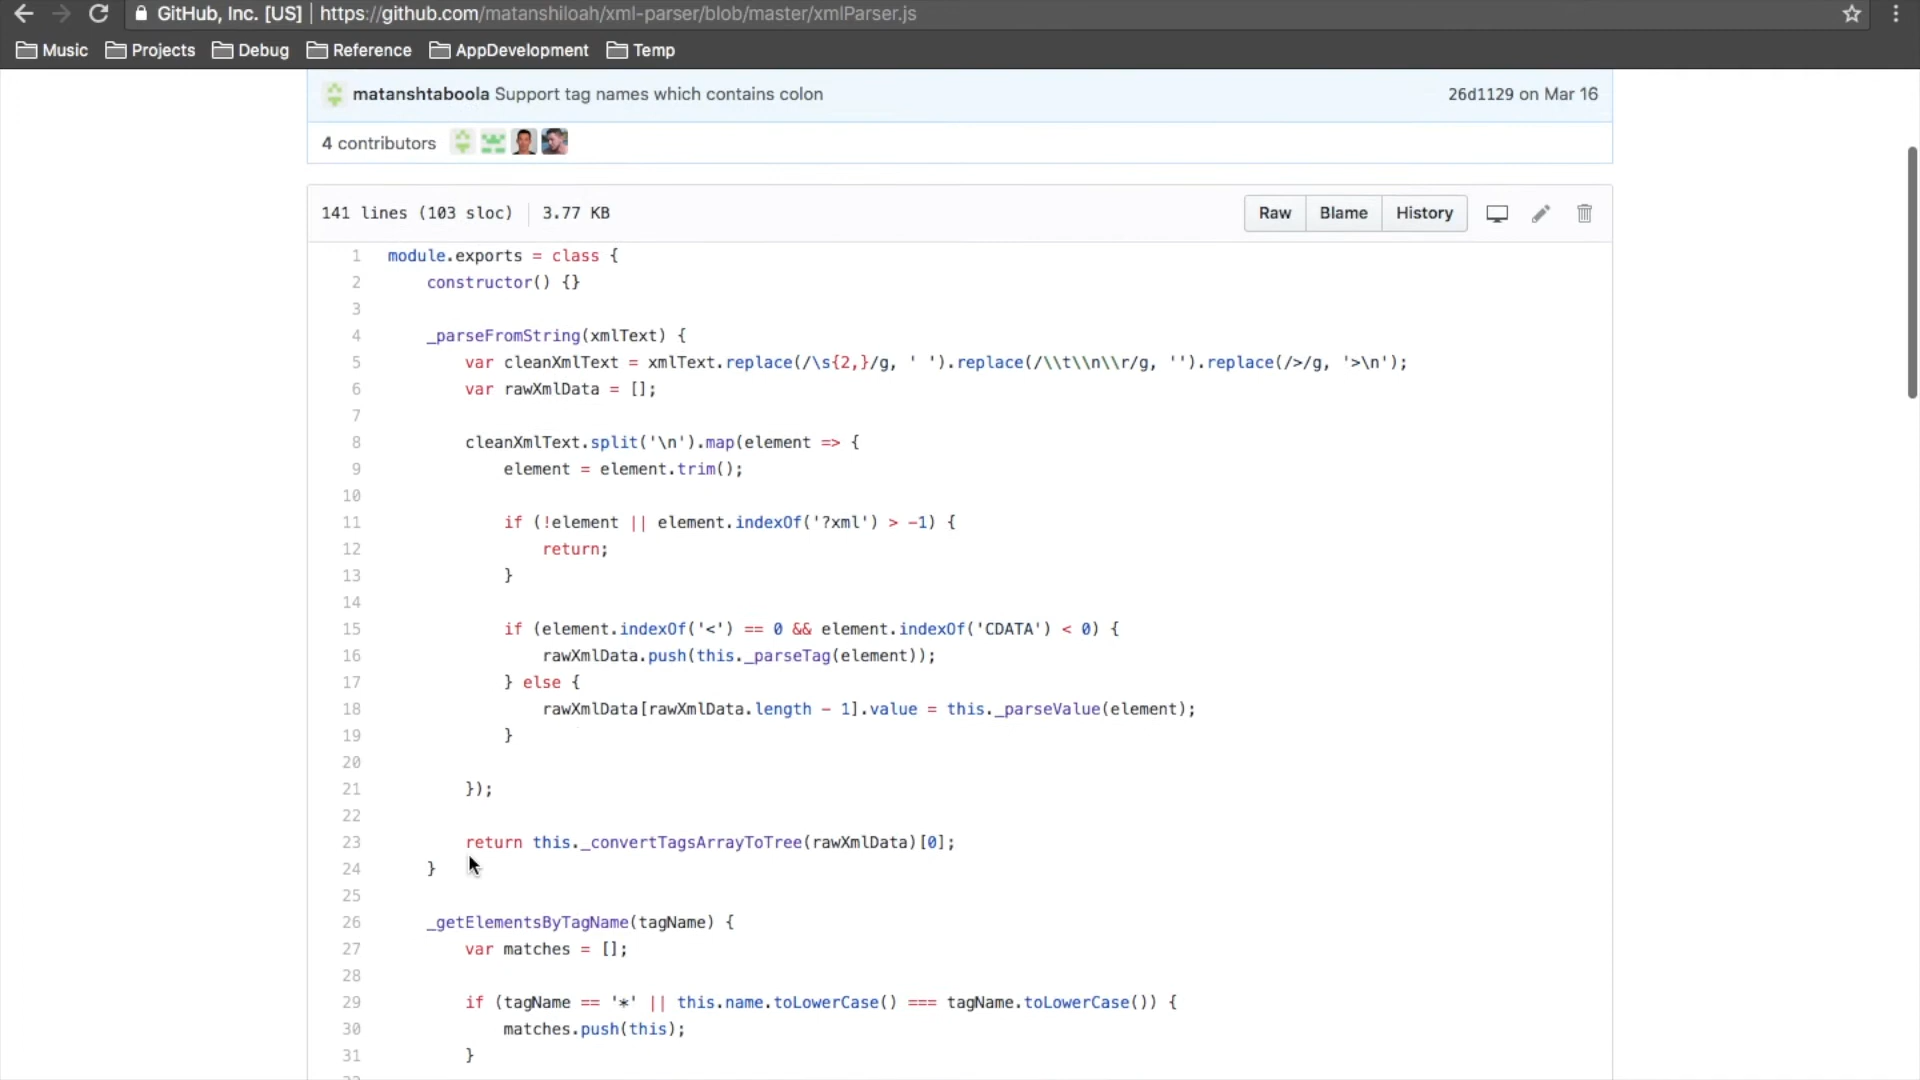 GitHub, Inc. [US] | https://github.com/matanshiloah/xml-parser/blob/master/xmlParser.js
Music Projects Debug Reference AppDevelopment Temp
matanshtaboola Support tag names which contains colon 26d1129 on Mar 16
4 contributors
141 lines (103 sloc) 3.77 KB Raw Blame History
1 module.exports = class {
2 constructor() {}
3
4 _parseFromString(xmlText) {
5 var cleanXmlText = xmlText.replace(/\s{2,}/g, ' ').replace(/\\t\\n\\r/g, '').replace(/>/g, '>\n');
6 var rawXmlData = [];
7
8 cleanXmlText.split('\n').map(element => {
9 element = element.trim();
10
11 if (!element || element.indexOf('?xml') > -1) {
12 return;
13 }
14
15 if (element.indexOf('<') == 0 && element.indexOf('CDATA') < 0) {
16 rawXmlData.push(this._parseTag(element));
17 } else {
18 rawXmlData[rawXmlData.length - 1].value = this._parseValue(element);
19 }
20
21 });
22
23 return this._convertTagsArrayToTree(rawXmlData)[0];
24 }
25
26 _getElementsByTagName(tagName) {
27 var matches = [];
28
29 if (tagName == '*' || this.name.toLowerCase() === tagName.toLowerCase()) {
30 matches.push(this);
31 }